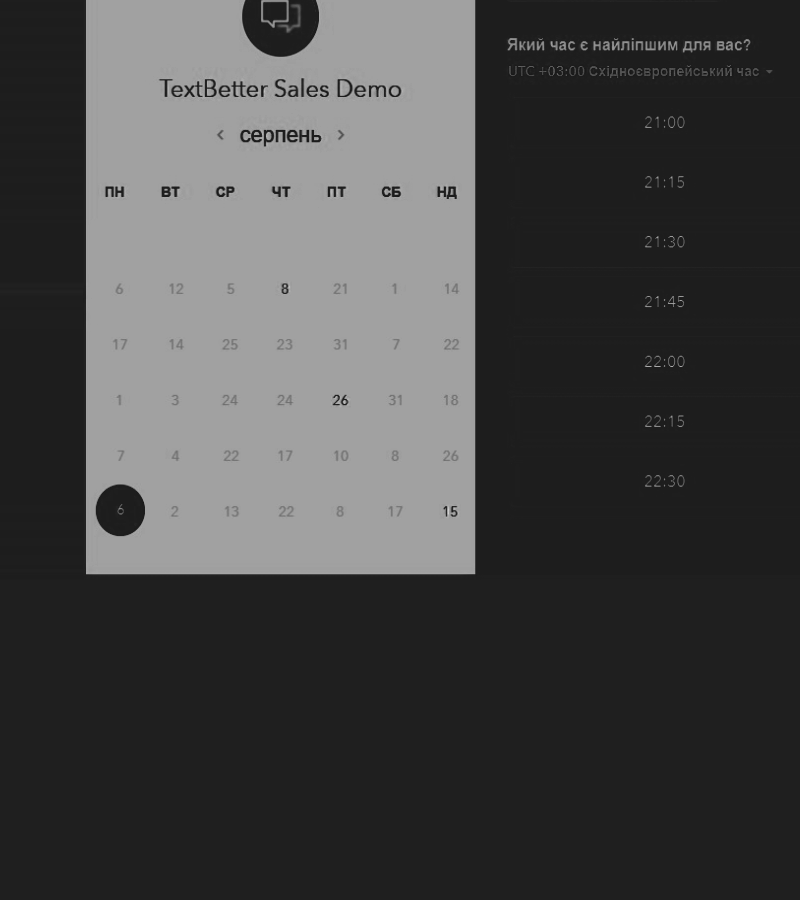 TextBetter Sales Demo
серпень
ПН ВТ СР ЧТ ПТ СБ НД
6 12 5 8 21 1 14
17 14 25 23 31 7 22
1 3 24 24 26 31 18
7 4 22 17 10 8 26
6 2 13 22 8 17 15
Який час є найліпшим для вас?
UTC +03:00 Східноєвропейський час
21:00
21:15
21:30
21:45
22:00
22:15
22:30